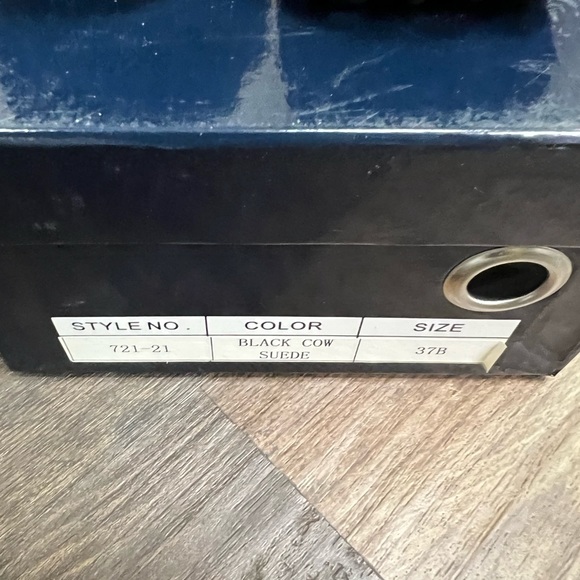 STYLE NO. COLOR SIZE
721-21 BLACK COW SUEDE 37B